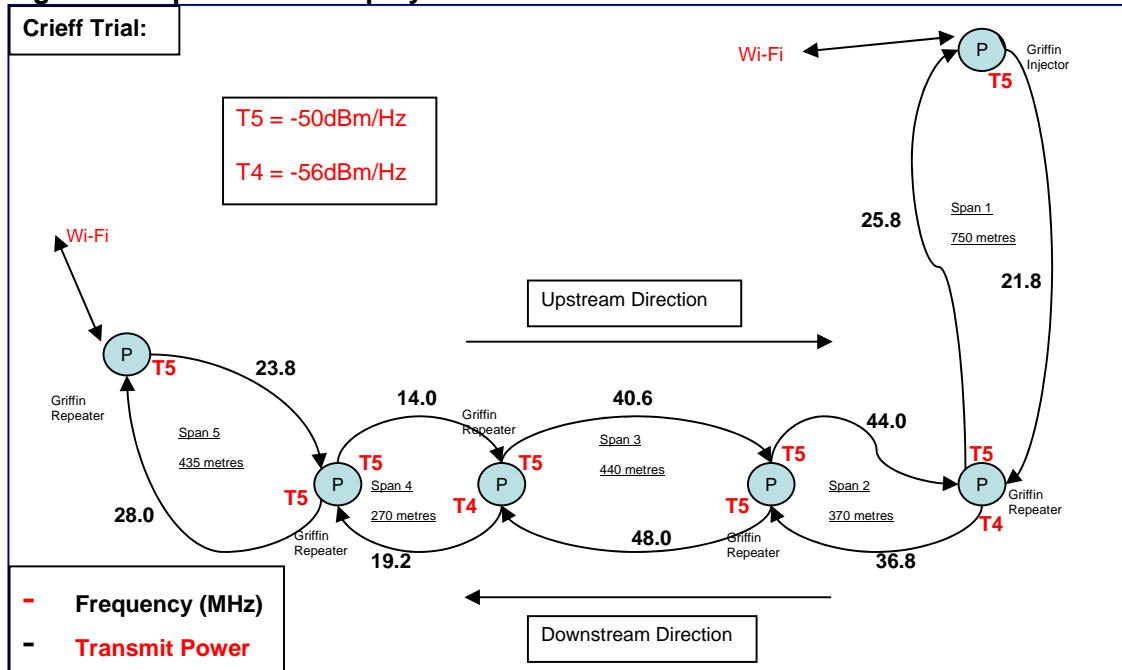 Crieff Trial:
Wi-Fi
P
Griffin
Injector
T5
T5 = -50dBm/Hz
T4 = -56dBm/Hz
25.8
Span 1
750 metres
21.8
Wi-Fi
Upstream Direction
P
T5
23.8
Griffin
Repeater
14.0
Griffin
Repeater
40.6
44.0
Span 5
435 metres
Span 3
440 metres
T5
P
T5
Span 4
270 metres
T5
P
T4
T5
P
T5
Span 2
370 metres
T5
P
T4
Griffin
Repeater
28.0
Griffin
Repeater
19.2
48.0
Griffin
Repeater
36.8
- Frequency (MHz)
- Transmit Power
Downstream Direction